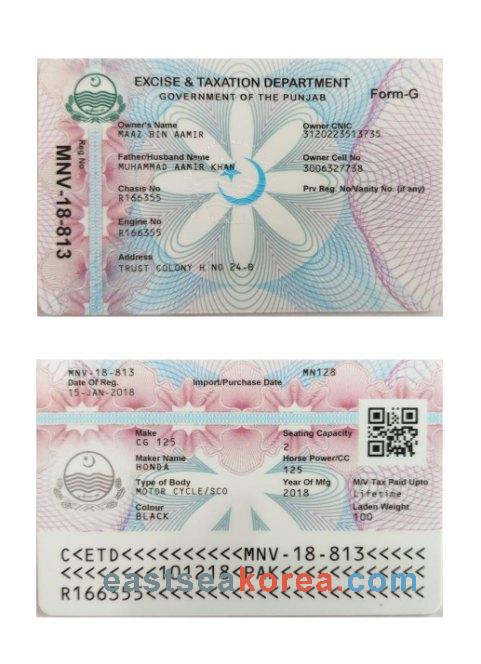 EXCISE & TAXATION DEPARTMENT
GOVERNMENT OF THE PUNJAB
Form-G
Reg No
MNV-18-813
Owner's Name
MAAZ BIN AAMIR
Owner CNIC
3120223513735
Father/Husband Name
MUHAMMAD AAMIR KHAN
Owner Cell No
3006327738
Chasis No
R166355
Prv Reg. No/Vanity No. (if any)
Engine No
R166355
Address
TRUST COLONY H NO 24-B
MNV-18-813
MN128
Date Of Reg.
Import/Purchase Date
15-JAN-2018
Make
CG 125
Seating Capacity
2
Maker Name
HONDA
Horse Power/CC
125
Type of Body
MOTOR CYCLE/SCO
Year Of Mfg
2018
M/V Tax Paid Upto
Lifetime
Colour
BLACK
Laden Weight
100
C<ETD<<<<<<<<<<MNV-18-813<<<<<
<<<<<<<<101218<PAK<<<<<<<<<<<<
R166355<<<<<<<<<<<<<<<<<<<<<<<
eastseakorea.com